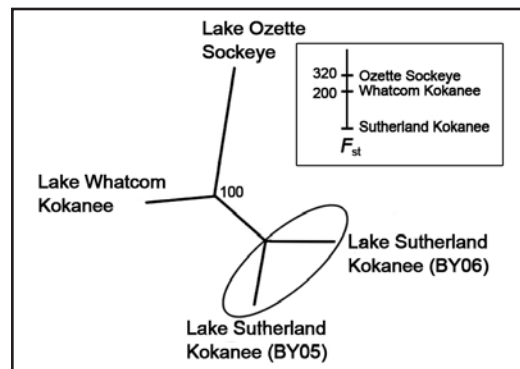 Lake Ozette
Sockeye
320
Ozette Sockeye
200
Whatcom Kokanee
Sutherland Kokanee
Fst
Lake Whatcom
Kokanee
100
Lake Sutherland
Kokanee (BY06)
Lake Sutherland
Kokanee (BY05)